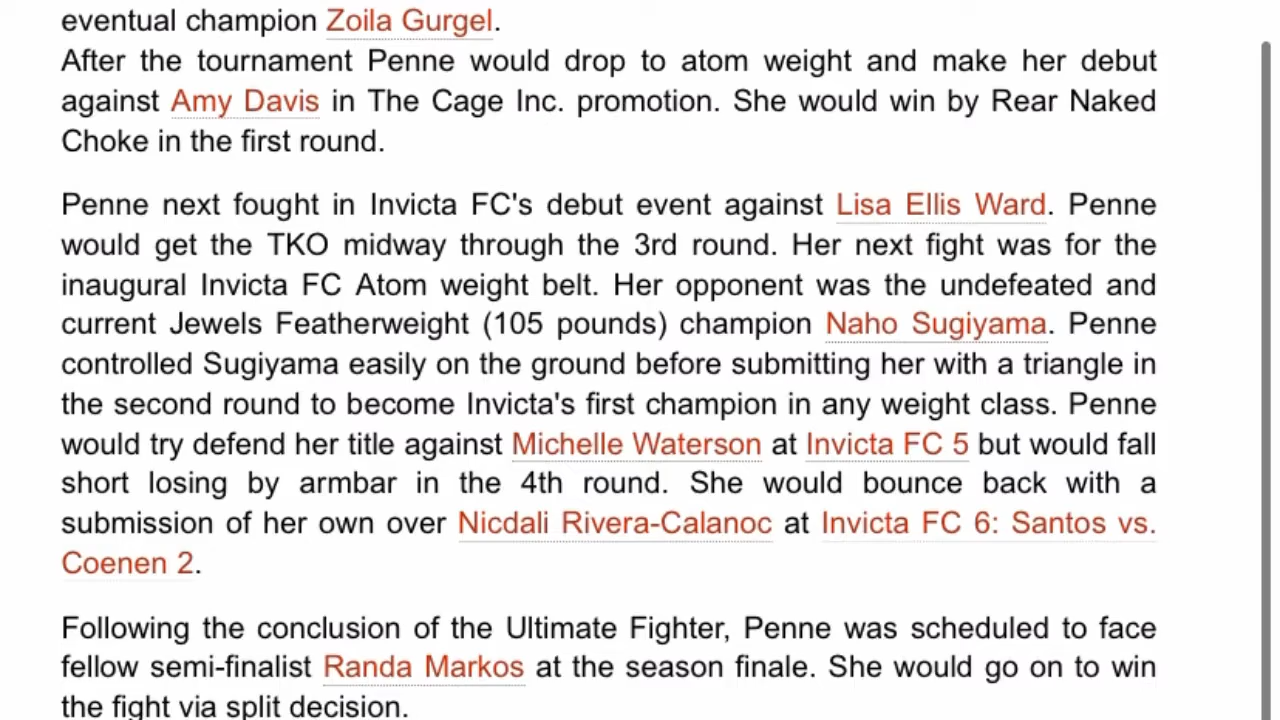 eventual champion Zoila Gurgel.
After the tournament Penne would drop to atom weight and make her debut
against Amy Davis in The Cage Inc. promotion. She would win by Rear Naked
Choke in the first round.
Penne next fought in Invicta FC's debut event against Lisa Ellis Ward. Penne
would get the TKO midway through the 3rd round. Her next fight was for the
inaugural Invicta FC Atom weight belt. Her opponent was the undefeated and
current Jewels Featherweight (105 pounds) champion Naho Sugiyama. Penne
controlled Sugiyama easily on the ground before submitting her with a triangle in
the second round to become Invicta's first champion in any weight class. Penne
would try defend her title against Michelle Waterson at Invicta FC 5 but would fall
short losing by armbar in the 4th round. She would bounce back with a
submission of her own over Nicdali Rivera-Calanoc at Invicta FC 6: Santos vs.
Coenen 2.
Following the conclusion of the Ultimate Fighter, Penne was scheduled to face
fellow semi-finalist Randa Markos at the season finale. She would go on to win
the fight via split decision.